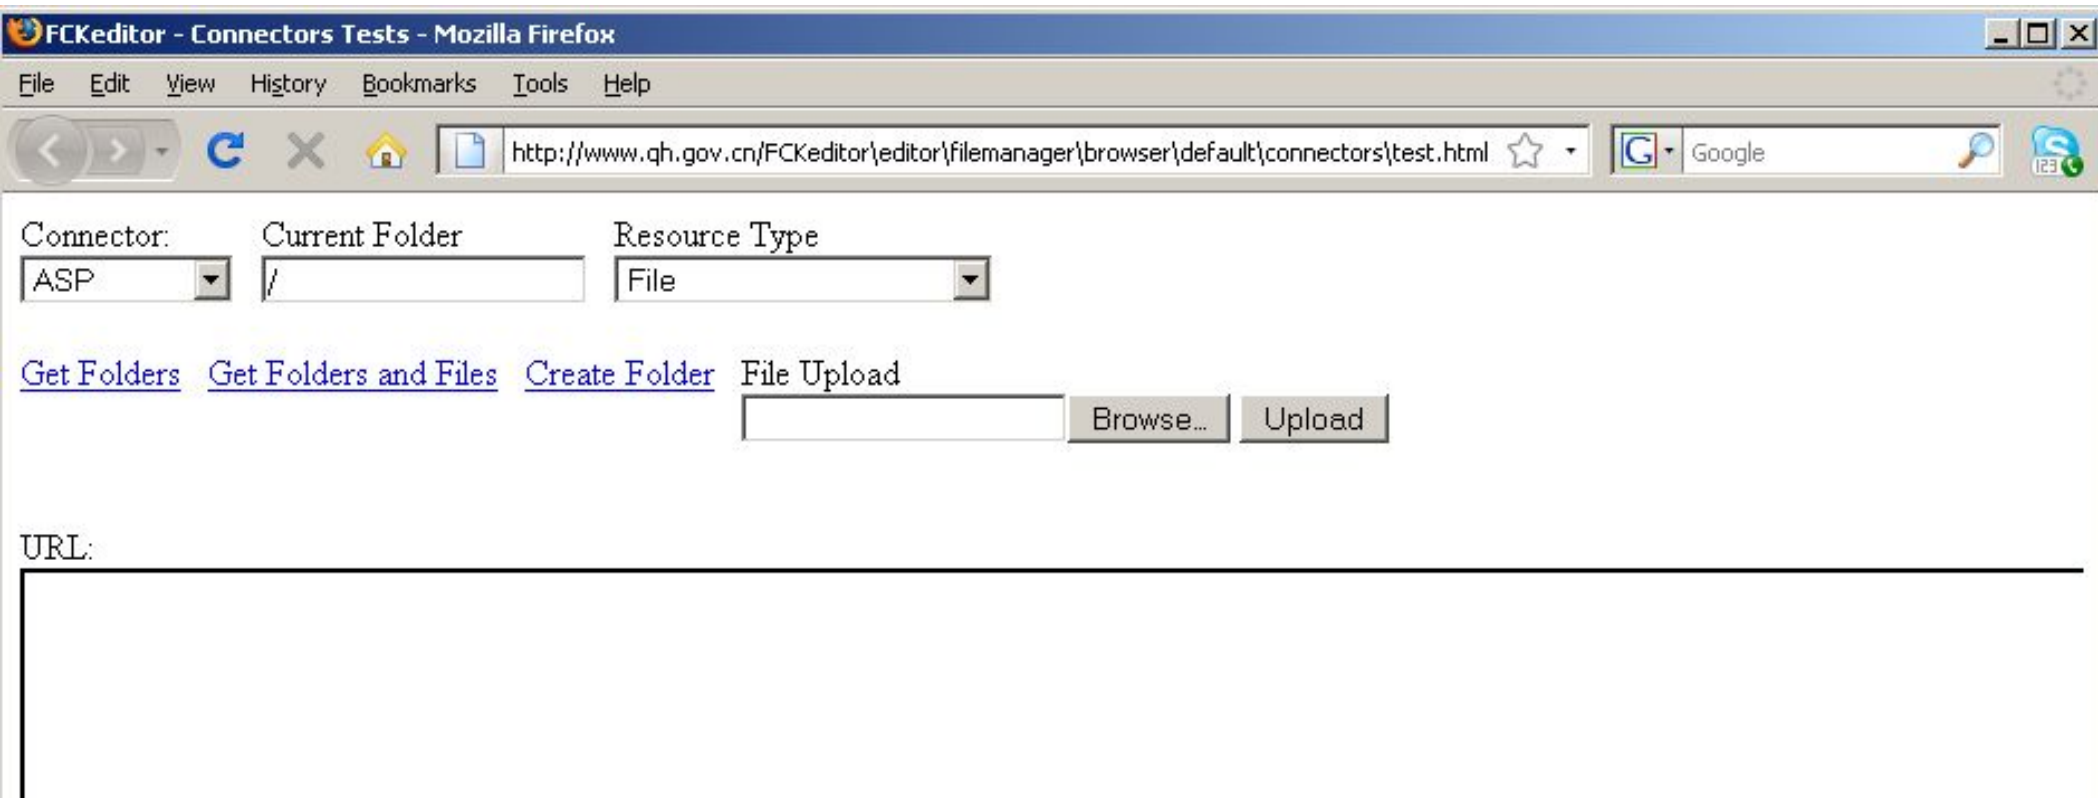 FCKeditor - Connectors Tests - Mozilla Firefox
File Edit View History Bookmarks Tools Help
http://www.qh.gov.cn/FCKeditor\editor\filemanager\browser\default\connectors\test.html G Google S 123
Connector: Current Folder Resource Type
ASP / File
Get Folders Get Folders and Files Create Folder File Upload
Browse... Upload
URL: